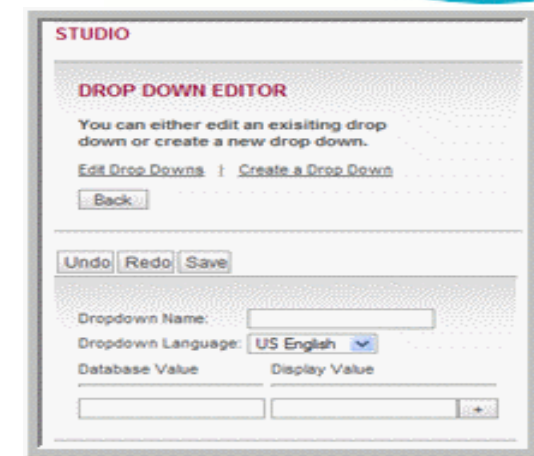 STUDIO
DROP DOWN EDITOR
You can either edit an exisiting drop
down or create a new drop down.
Edit Drop Downs | Create a Drop Down
Back
Undo Redo Save
Dropdown Name:
Dropdown Language: US English
Database Value Display Value
+